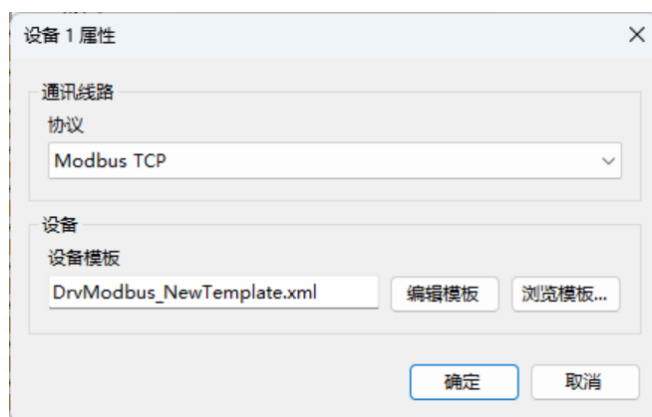 设备 1 属性
通讯线路
协议
Modbus TCP
设备
设备模板
DrvModbus_NewTemplate.xml 编辑模板 浏览模板...
确定 取消